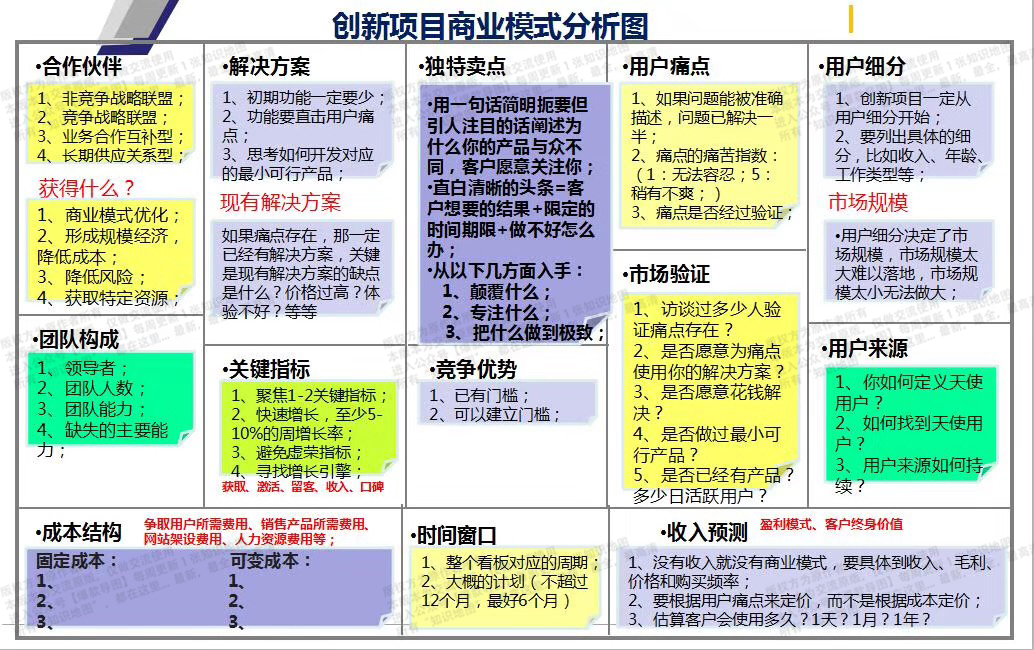 创新项目商业模式分析图
•合作伙伴
1、非竞争战略联盟；
2、竞争战略联盟；
3、业务合作互补型；
4、长期供应关系型；
获得什么？
1、商业模式优化；
2、形成规模经济，
降低成本；
3、降低风险；
4、获取特定资源；
•团队构成
1、领导者；
2、团队人数；
3、团队能力；
4、缺失的主要能
力；
•解决方案
1、初期功能一定要少；
2、功能要直击用户痛
点；
3、思考如何开发对应
的最小可行产品；
现有解决方案
如果痛点存在，那一定
已经有解决方案，关键
是现有解决方案的缺点
是什么？价格过高？体
验不好？等等
•关键指标
1、聚焦1-2关键指标；
2、快速增长，至少5-
10%的周增长率；
3、避免虚荣指标；
4、寻找增长引擎；
获取、激活、留客、收入、口碑
•独特卖点
•用一句话简明扼要但
引人注目的话阐述为
什么你的产品与众不
同，客户愿意关注你；
•直白清晰的头条=客
户想要的结果+限定的
时间期限+做不好怎么
办；
•从以下几方面入手：
1、颠覆什么；
2、专注什么；
3、把什么做到极致；
•竞争优势
1、已有门槛；
2、可以建立门槛；
•用户痛点
1、如果问题能被准确
描述，问题已解决一
半；
2、痛点的痛苦指数：
（1：无法容忍；5：
稍有不爽；）
3、痛点是否经过验证；
•市场验证
1、访谈过多少人验
证痛点存在？
2、是否愿意为痛点
使用你的解决方案？
3、是否愿意花钱解
决？
4、是否做过最小可
行产品？
5、是否已经有产品？
多少日活跃用户？
•用户细分
1、创新项目一定从
用户细分开始；
2、要列出具体的细
分，比如收入、年龄、
工作类型等；
市场规模
•用户细分决定了市
场规模，市场规模太
大难以落地，市场规
模太小无法做大；
•用户来源
1、你如何定义天使
用户？
2、如何找到天使用
户？
3、用户来源如何持
续？
•成本结构
争取用户所需费用、销售产品所需费用、
网站架设费用、人力资源费用等；
固定成本： 可变成本：
1、 1、
2、 2、
3、 3、
•时间窗口
1、整个看板对应的周期；
2、大概的计划（不超过
12个月，最好6个月）
•收入预测
盈利模式、客户终身价值
1、没有收入就没有商业模式，要具体到收入、毛利、
价格和购买频率；
2、要根据用户痛点来定价，而不是根据成本定价；
3、估算客户会使用多久？1天？1月？1年？